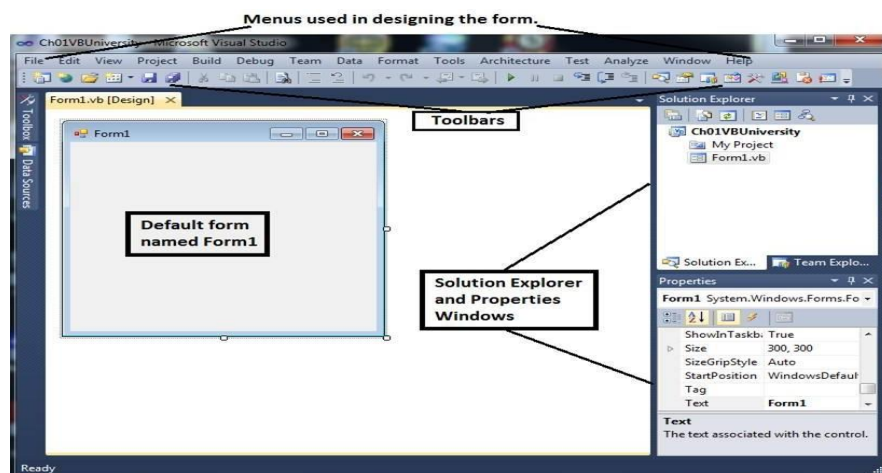 Menus used in designing the form.
Ch01VBUniversity - Microsoft Visual Studio
File Edit View Project Build Debug Team Data Format Tools Architecture Test Analyze Window Help
Toolbox
Data Sources
Form1.vb [Design]
Form1
Default form
named Form1
Toolbars
Solution Explorer
and Properties
Windows
Solution Explorer
Ch01VBUniversity
My Project
Form1.vb
Solution Ex... Team Explo...
Properties
Form1 System.Windows.Forms.Fo
ShowInTaskb True
Size 300, 300
SizeGripStyle Auto
StartPosition WindowsDefaul
Tag
Text Form1
Text
The text associated with the control.
Ready